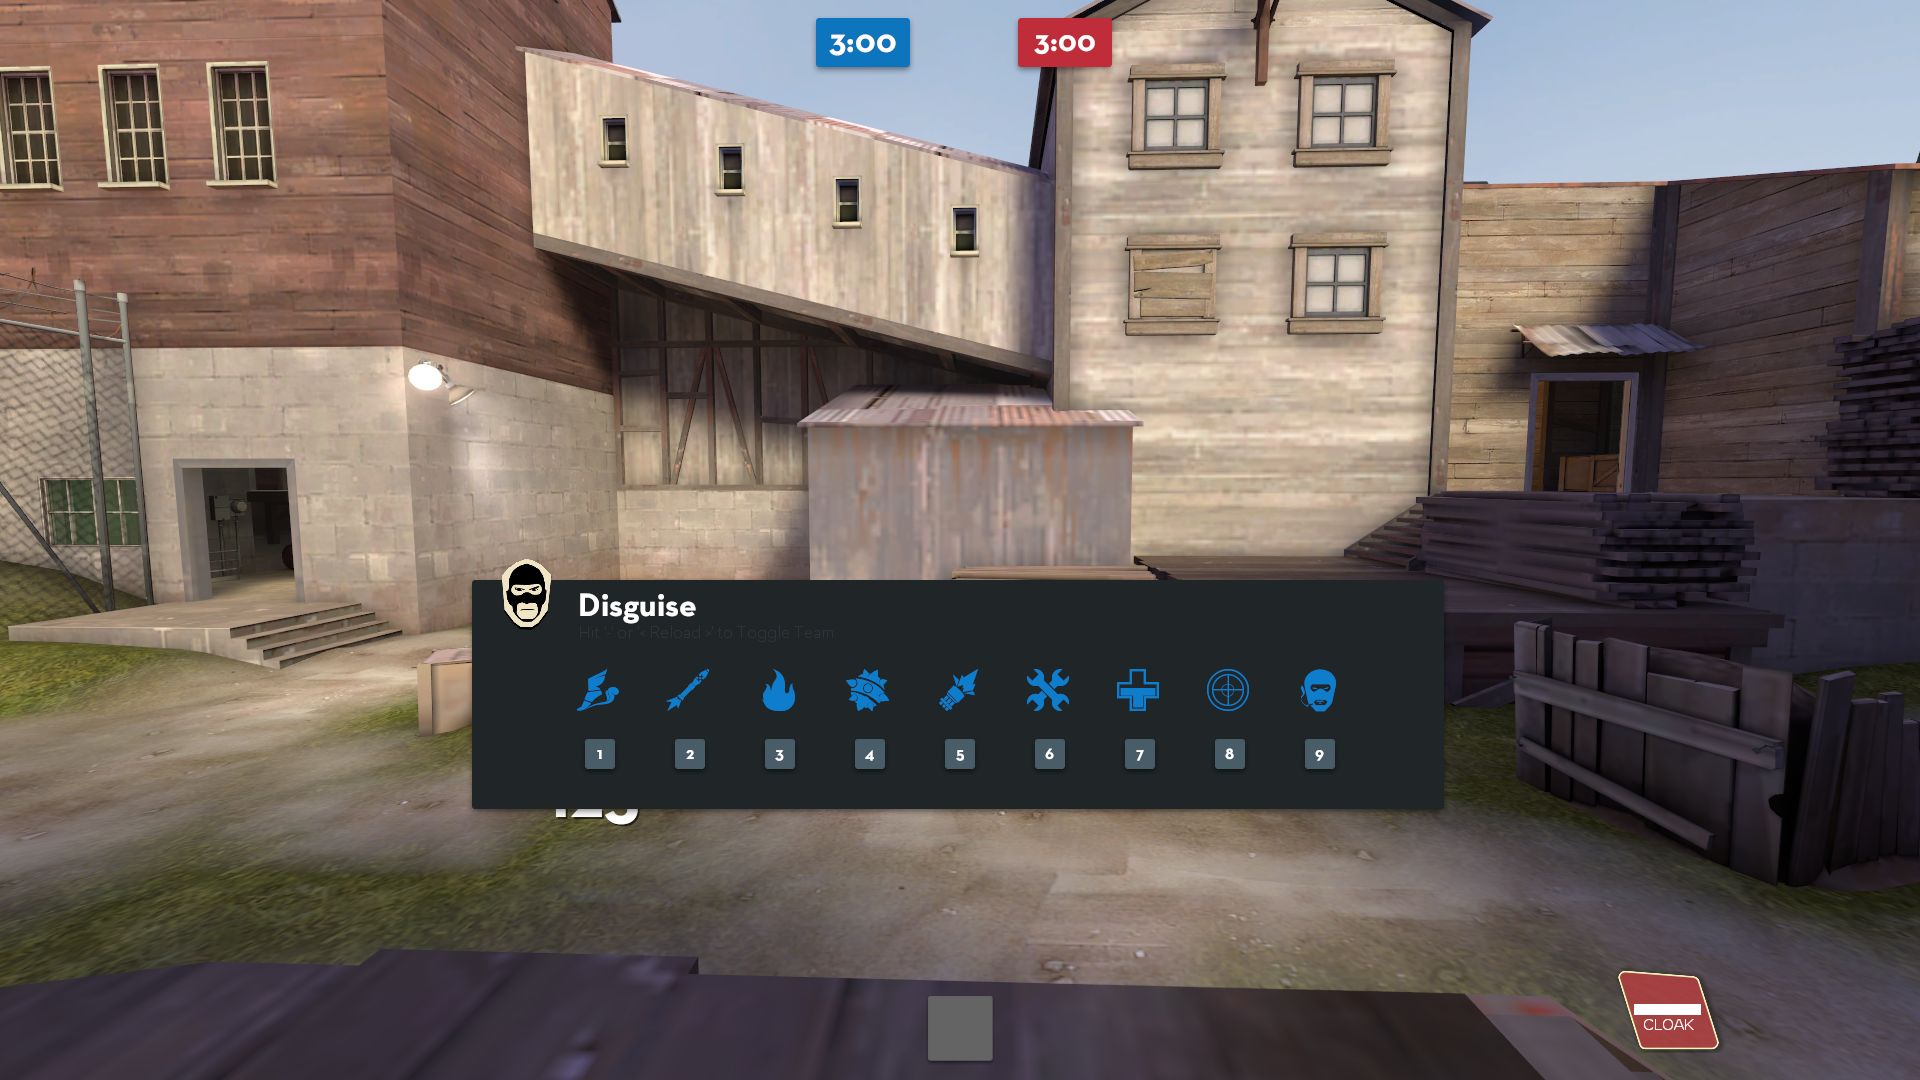 3:00
3:00
Disguise
Hit '-' or ‹ Reload ›' to Toggle Team
1 2 3 4 5 6 7 8 9
CLOAK